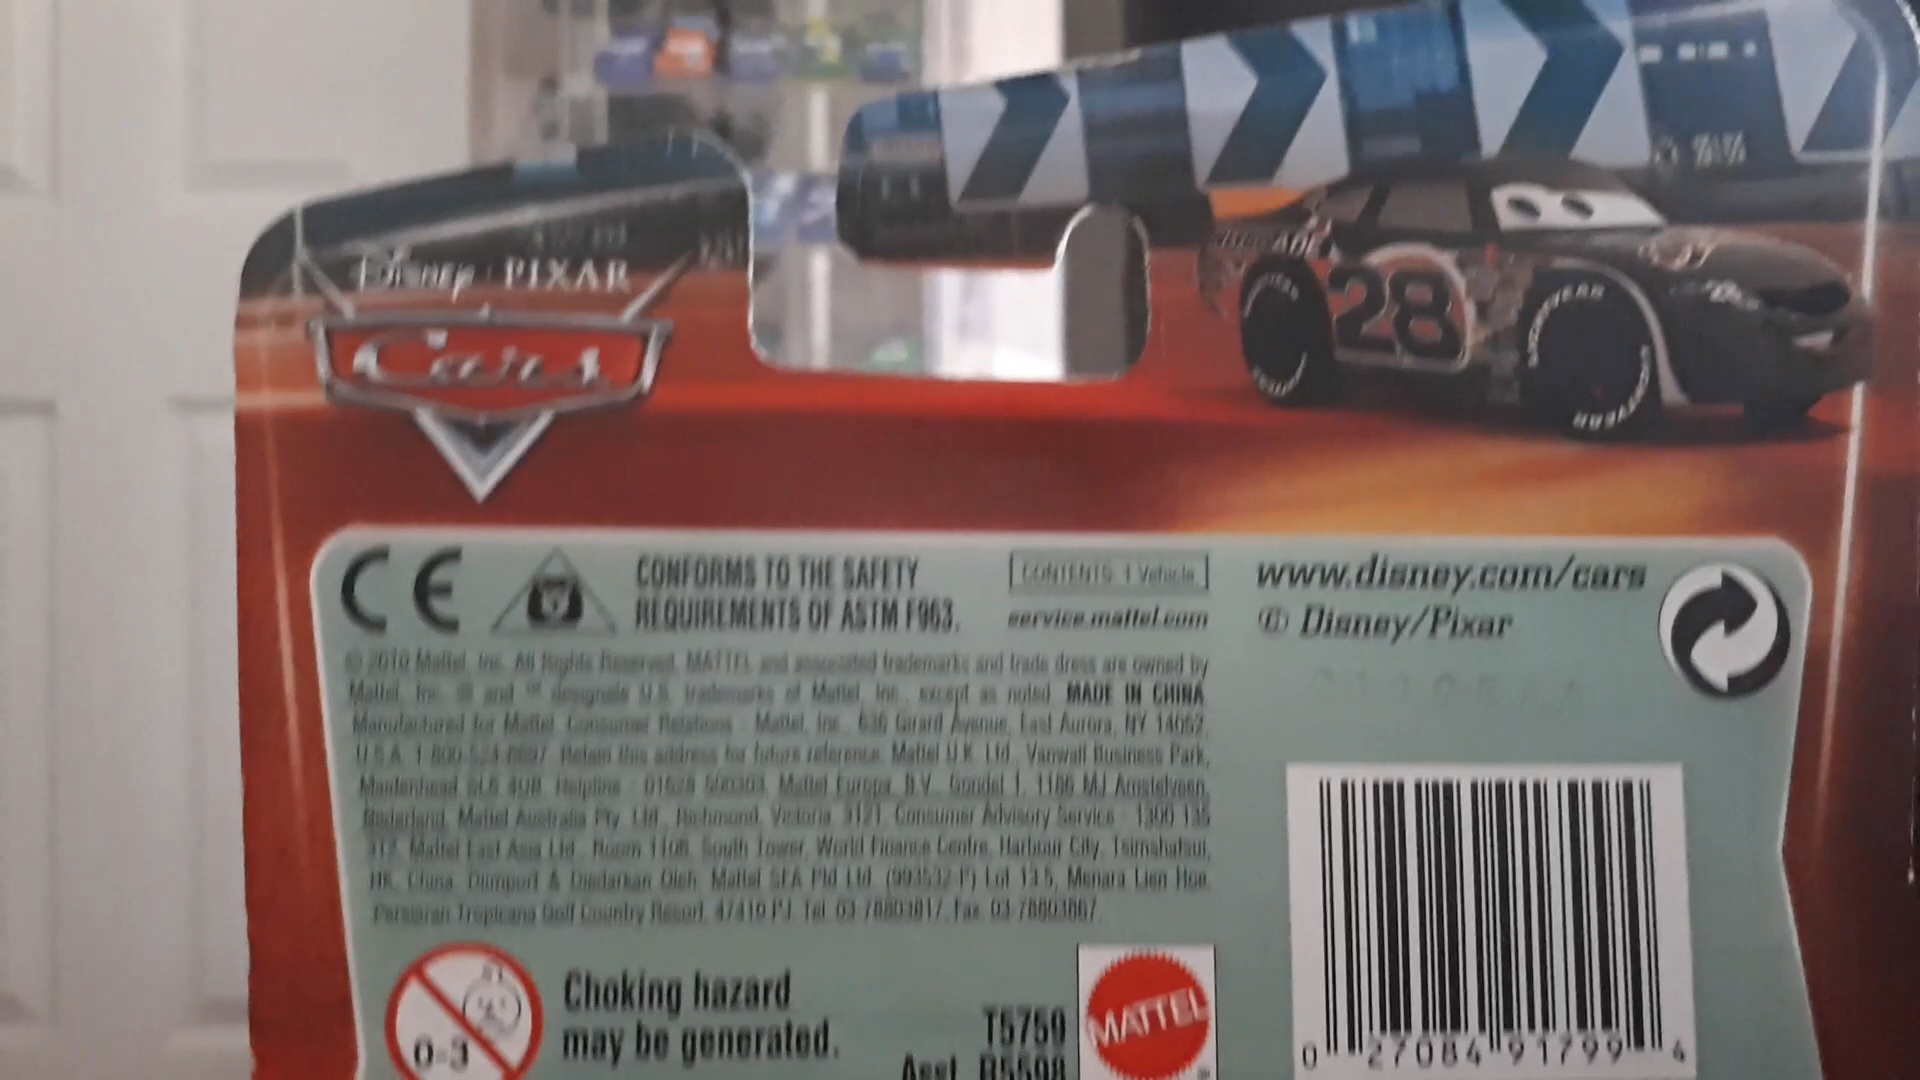 Disney · PIXAR
Cars
28
GOODYEAR
GOODYEAR
CE
CONFORMS TO THE SAFETY
REQUIREMENTS OF ASTM F963.
CONTENTS: 1 Vehicle
service.mattel.com
www.disney.com/cars
© Disney/Pixar
© 2010 Mattel, Inc. All Rights Reserved. MATTEL and associated trademarks and trade dress are owned by
Mattel, Inc. ® and ™ designate U.S. trademarks of Mattel, Inc., except as noted. MADE IN CHINA
Manufactured for Mattel. Consumer Relations : Mattel, Inc., 636 Girard Avenue, East Aurora, NY 14052,
U.S.A. 1-800-524-8697. Retain this address for future reference: Mattel U.K. Ltd., Vanwall Business Park,
Maidenhead SL6 4UB. Helpline : 01628 500303. Mattel Europa, B.V., Gondel 1, 1186 MJ Amstelveen,
Nederland. Mattel Australia Pty. Ltd., Richmond, Victoria. 3121. Consumer Advisory Service - 1300 135
312. Mattel East Asia Ltd., Room 1106, South Tower, World Finance Centre, Harbour City, Tsimshatsui,
HK, China. Diimport & Diedarkan Oleh: Mattel SEA Ptd Ltd. (993532-P) Lot 13.5, Menara Lien Hoe,
Persiaran Tropicana Golf Country Resort, 47410 PJ. Tel: 03-78803817, Fax: 03-78803867.
0-3
Choking hazard
may be generated.
T5759
Asst. R5598
MATTEL
0 27084 91799 4